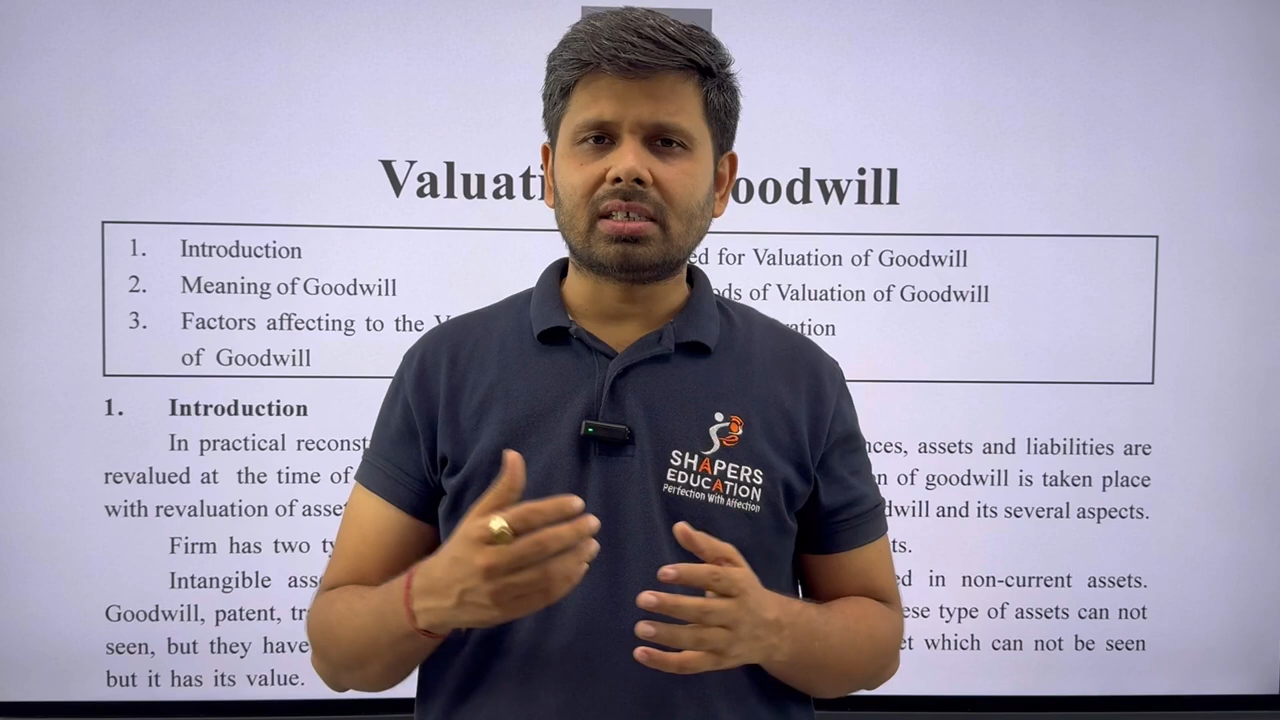 Valuati oodwill
1. Introduction
ed for Valuation of Goodwill
2. Meaning of Goodwill
ods of Valuation of Goodwill
3. Factors affecting to the V
ration
of Goodwill
1. Introduction
In practical reconst nces, assets and liabilities are
revalued at the time of n of goodwill is taken place
with revaluation of asse dwill and its several aspects.
Firm has two ty ts.
Intangible ass ed in non-current assets.
Goodwill, patent, tr ese type of assets can not
seen, but they have et which can not be seen
but it has its value.
SHAPERS
EDUCATION
Perfection With Affection